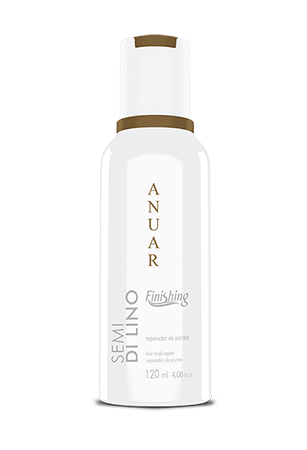 ANUAR
SEMI
DI LINO
Finishing
reparador de puntas
hair ends repair
reparador de pontas
120 ml 4,06 fl.oz